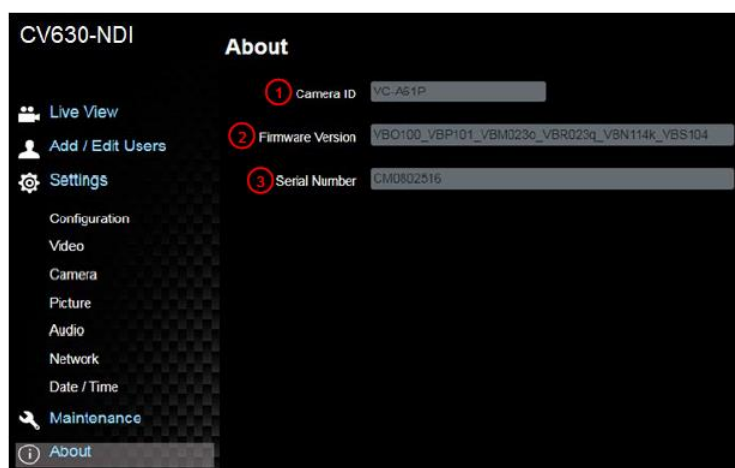 CV630-NDI
About
1 Camera ID VC-A61P
2 Firmware Version VBO100_VBP101_VBM023o_VBR023q_VBN114k_VBS104
3 Serial Number CM0802516
Live View
Add / Edit Users
Settings
Configuration
Video
Camera
Picture
Audio
Network
Date / Time
Maintenance
About